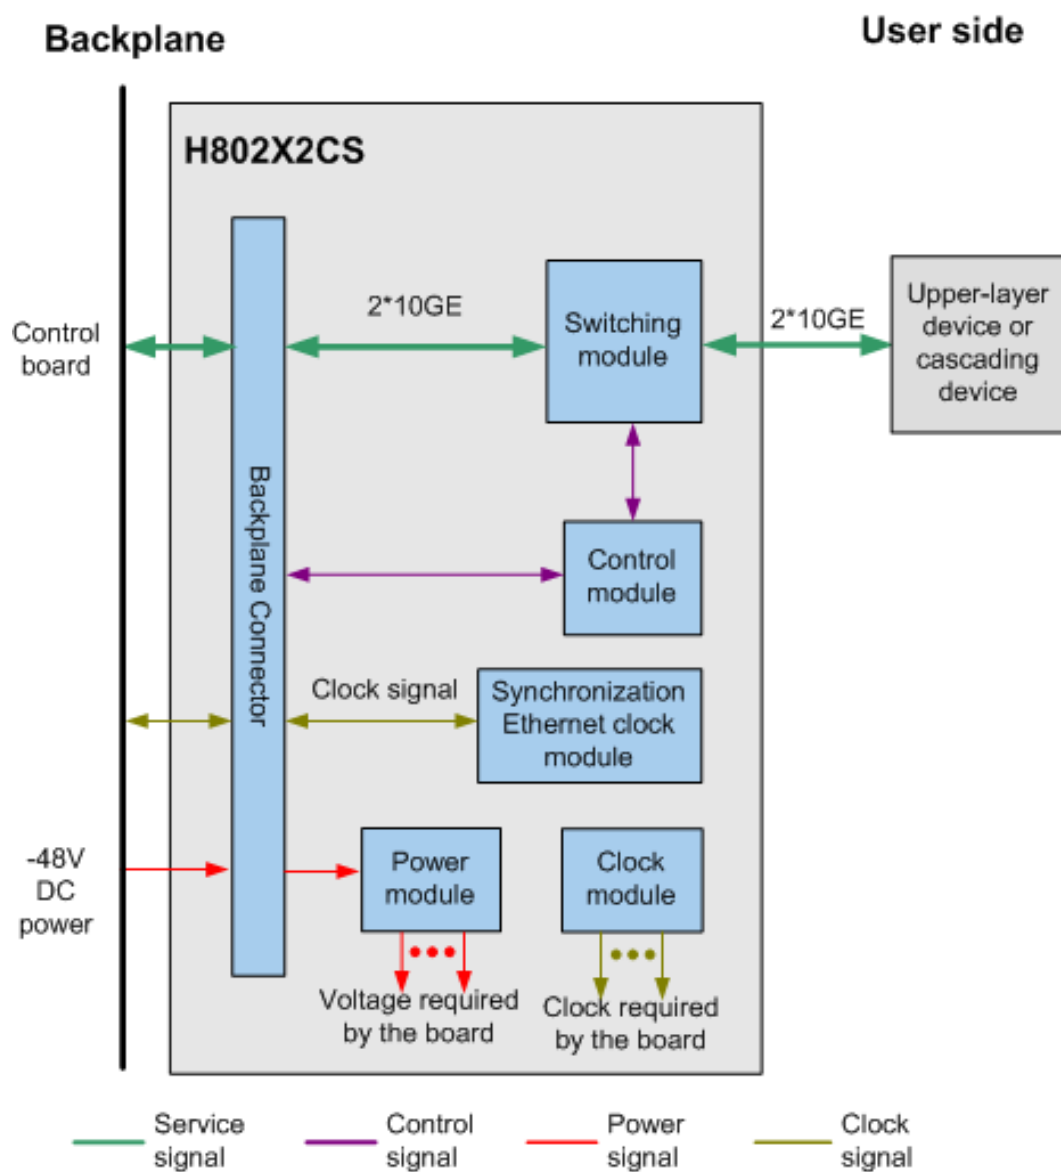 Backplane
User side
H802X2CS
Control
board
2*10GE
Switching
module
2*10GE
Upper-layer
device or
cascading
device
Backplane Connector
Control
module
Clock signal
Synchronization
Ethernet clock
module
-48V
DC
power
Power
module
Clock
module
Voltage required
by the board
Clock required
by the board
Service
signal
Control
signal
Power
signal
Clock
signal